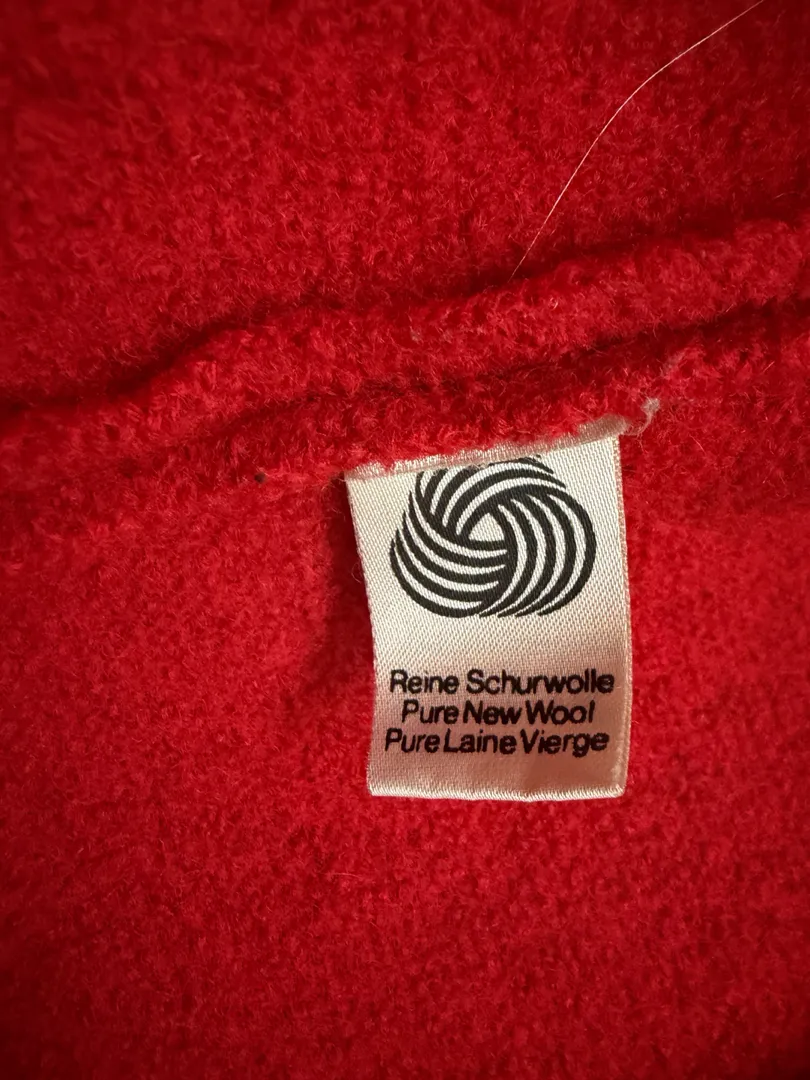 Reine Schurwolle
Pure New Wool
Pure Laine Vierge